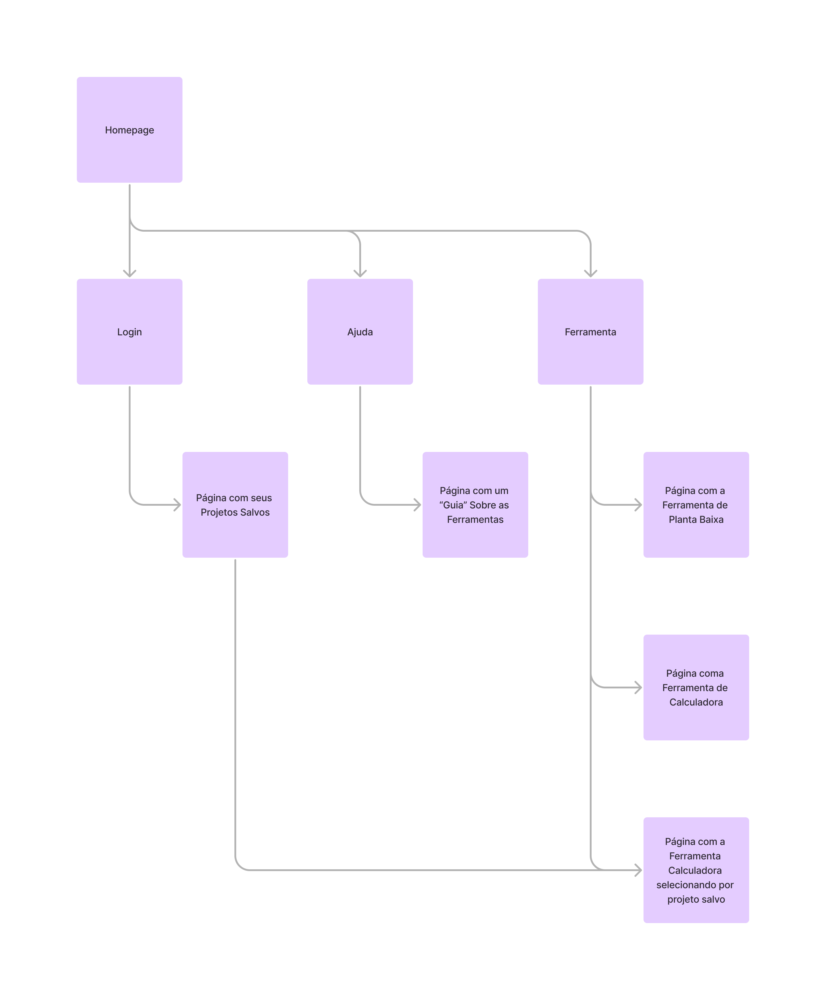 Homepage
Login
Ajuda
Ferramenta
Página com seus
Projetos Salvos
Página com um
“Guia” Sobre as
Ferramentas
Página com a
Ferramenta de
Planta Baixa
Página coma
Ferramenta de
Calculadora
Página com a
Ferramenta
Calculadora
selecionando por
projeto salvo